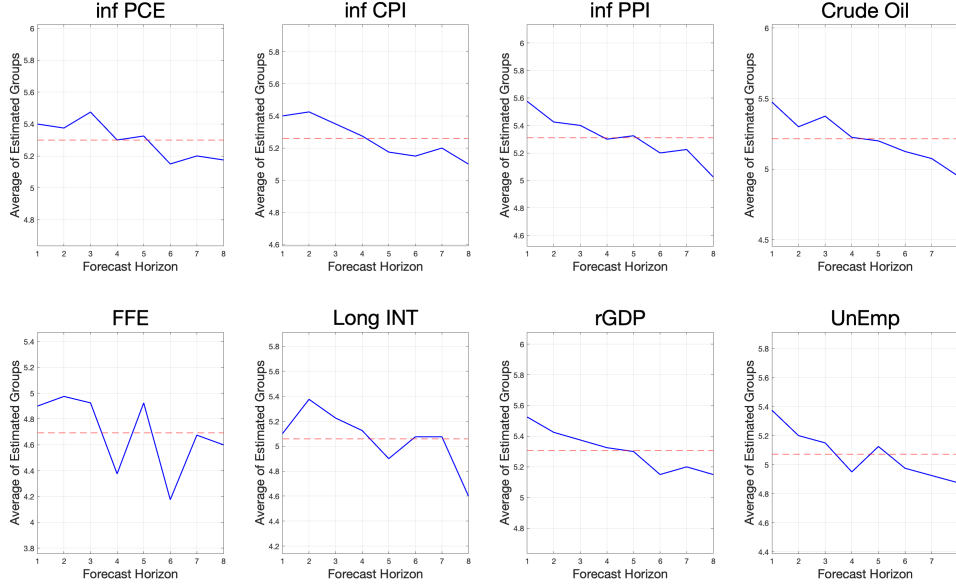 inf PCE
Average of Estimated Groups
6
5.8
5.6
5.4
5.2
5
4.8
1 2 3 4 5 6 7 8
Forecast Horizon
inf CPI
Average of Estimated Groups
5.8
5.6
5.4
5.2
5
4.8
4.6
1 2 3 4 5 6 7 8
Forecast Horizon
inf PPI
Average of Estimated Groups
6
5.8
5.6
5.4
5.2
5
4.8
4.6
1 2 3 4 5 6 7 8
Forecast Horizon
Crude Oil
Average of Estimated Groups
6
5.5
5
4.5
1 2 3 4 5 6 7
Forecast Horizon
FFE
Average of Estimated Groups
5.4
5.2
5
4.8
4.6
4.4
4.2
4
3.8
1 2 3 4 5 6 7 8
Forecast Horizon
Long INT
Average of Estimated Groups
5.8
5.6
5.4
5.2
5
4.8
4.6
4.4
4.2
1 2 3 4 5 6 7 8
Forecast Horizon
rGDP
Average of Estimated Groups
6
5.8
5.6
5.4
5.2
5
4.8
1 2 3 4 5 6 7 8
Forecast Horizon
UnEmp
Average of Estimated Groups
5.8
5.6
5.4
5.2
5
4.8
4.6
4.4
1 2 3 4 5 6 7
Forecast Horizon